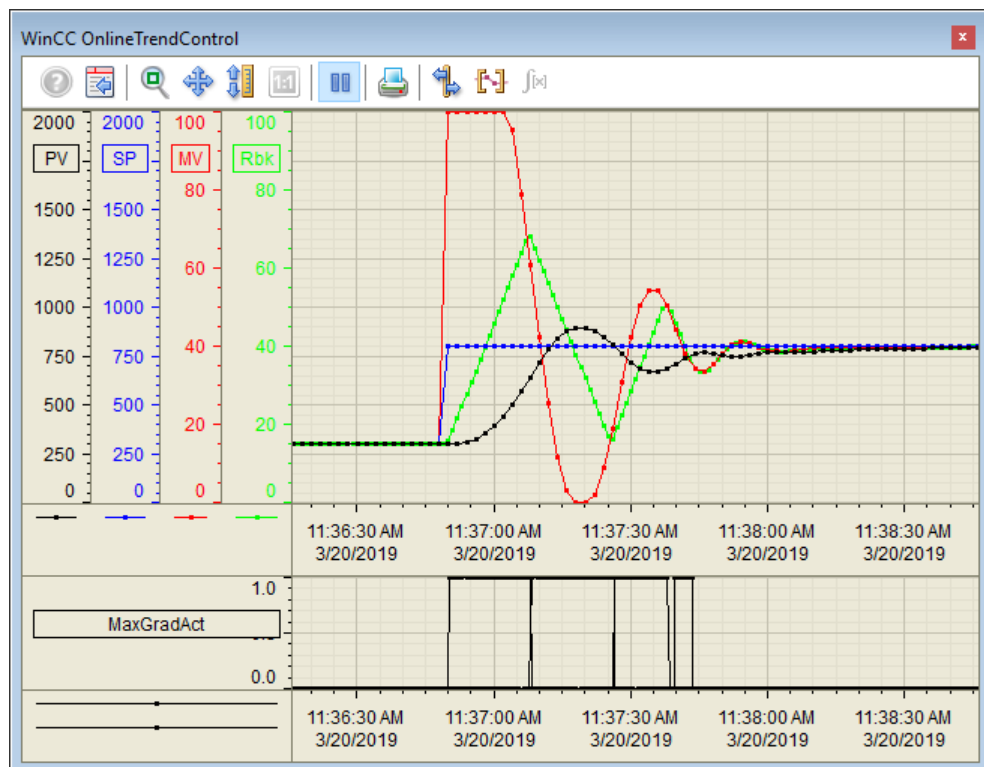 WinCC OnlineTrendControl
x
?
1:1
∫[x]
2000 2000 100 100
PV SP MV Rbk
80 80
1500 1500
1250 1250 60 60
1000 1000
750 750 40 40
500 500
20 20
250 250
0 0 0 0
11:36:30 AM 11:37:00 AM 11:37:30 AM 11:38:00 AM 11:38:30 AM
3/20/2019 3/20/2019 3/20/2019 3/20/2019 3/20/2019
1.0
MaxGradAct
0.0
11:36:30 AM 11:37:00 AM 11:37:30 AM 11:38:00 AM 11:38:30 AM
3/20/2019 3/20/2019 3/20/2019 3/20/2019 3/20/2019